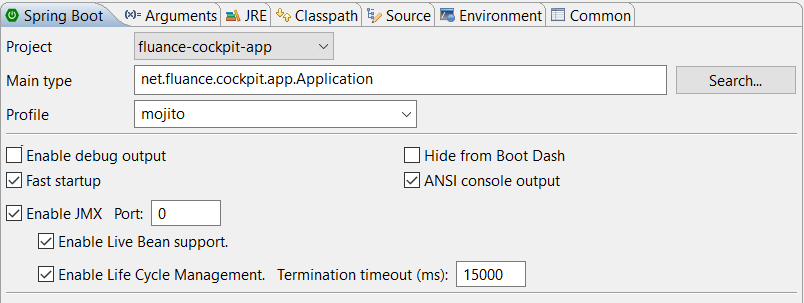 Spring Boot (x)= Arguments JRE Classpath Source Environment Common
Project fluance-cockpit-app
Main type net.fluance.cockpit.app.Application Search...
Profile mojito
Enable debug output Hide from Boot Dash
Fast startup ANSI console output
Enable JMX Port: 0
Enable Live Bean support.
Enable Life Cycle Management. Termination timeout (ms): 15000